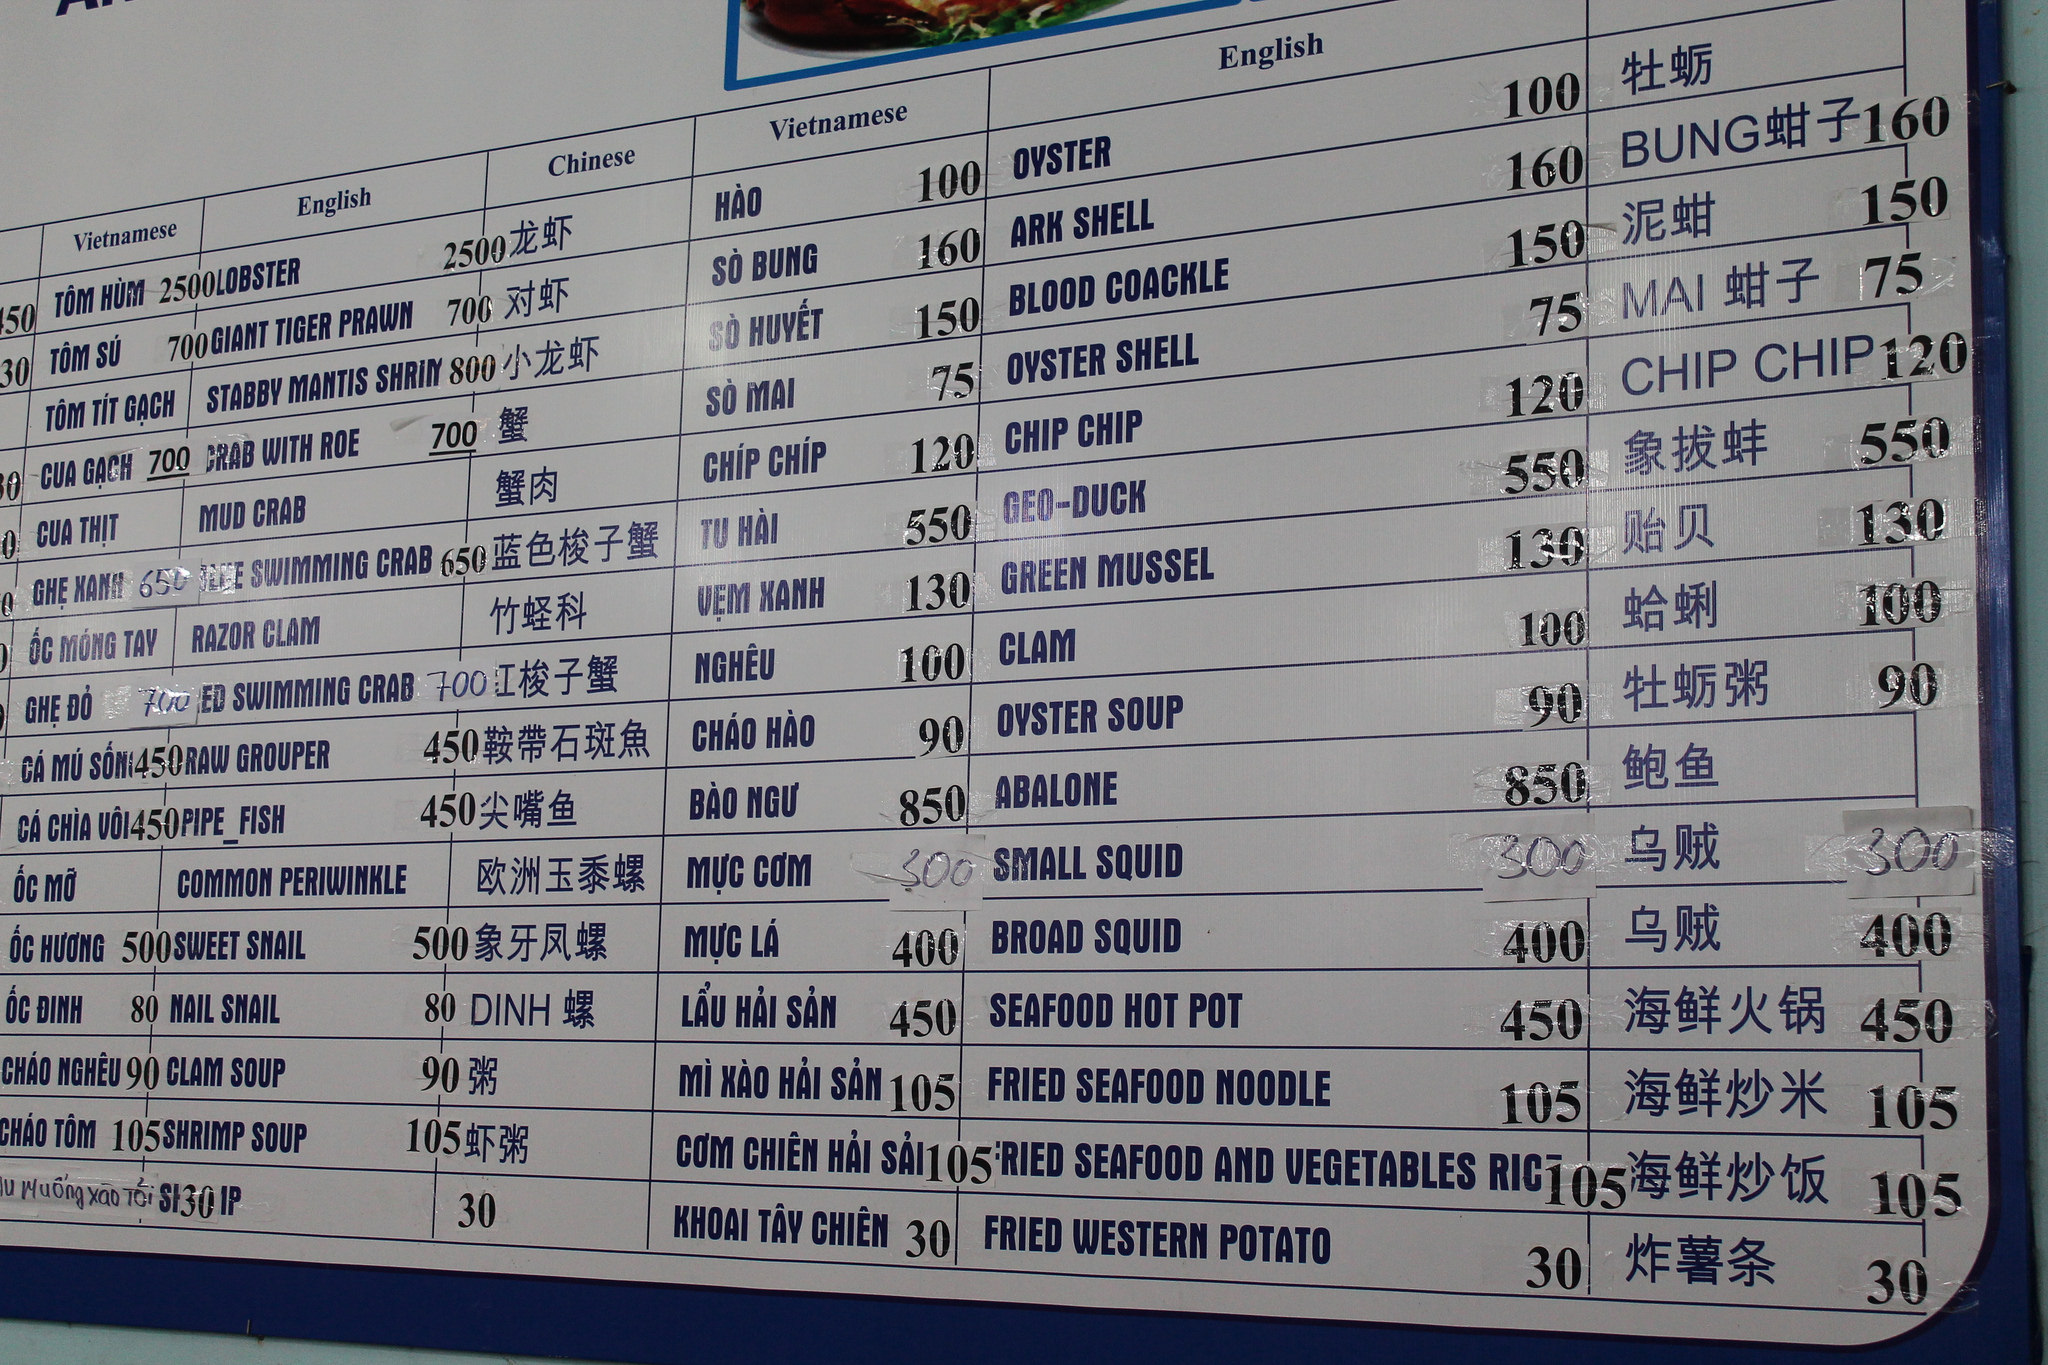 Vietnamese English Chinese Vietnamese English
TÔM HÙM 2500 LOBSTER 2500 龙虾 HÀO 100 OYSTER 100 牡蛎
TÔM SÚ 700 GIANT TIGER PRAWN 700 对虾 SÒ BUNG 160 ARK SHELL 160 BUNG蚶子 160
TÔM TÍT GẠCH STABBY MANTIS SHRIM 800 小龙虾 SÒ HUYẾT 150 BLOOD COACKLE 150 泥蚶 150
CUA GẠCH 700 CRAB WITH ROE 700 蟹 SÒ MAI 75 OYSTER SHELL 75 MAI 蚶子 75
CUA THỊT MUD CRAB 蟹肉 CHÍP CHÍP 120 CHIP CHIP 120 CHIP CHIP 120
GHẸ XANH 650 BLUE SWIMMING CRAB 650 蓝色梭子蟹 TU HÀI 550 GEO-DUCK 550 象拔蚌 550
ỐC MÓNG TAY RAZOR CLAM 竹蛏科 VẸM XANH 130 GREEN MUSSEL 130 贻贝 130
GHẸ ĐỎ 700 ED SWIMMING CRAB 700 梭子蟹 NGHÊU 100 CLAM 100 蛤蜊 100
CÁ MÚ SỐN 450 RAW GROUPER 450 鞍帶石斑魚 CHÁO HÀO 90 OYSTER SOUP 90 牡蛎粥 90
CÁ CHÌA VÔI 450 PIPE_FISH 450 尖嘴鱼 BÀO NGƯ 850 ABALONE 850 鲍鱼
ỐC MỠ COMMON PERIWINKLE 欧洲玉黍螺 MỰC CƠM 300 SMALL SQUID 300 乌贼 300
ỐC HƯƠNG 500 SWEET SNAIL 500 象牙凤螺 MỰC LÁ 400 BROAD SQUID 400 乌贼 400
ỐC ĐINH 80 NAIL SNAIL 80 DINH 螺 LẨU HẢI SẢN 450 SEAFOOD HOT POT 450 海鲜火锅 450
CHÁO NGHÊU 90 CLAM SOUP 90 粥 MÌ XÀO HẢI SẢN 105 FRIED SEAFOOD NOODLE 105 海鲜炒米 105
CHÁO TÔM 105 SHRIMP SOUP 105 虾粥 CƠM CHIÊN HẢI SẢ 105 FRIED SEAFOOD AND VEGETABLES RICE 105 海鲜炒饭 105
Muống xào Tỏi 30 30 KHOAI TÂY CHIÊN 30 FRIED WESTERN POTATO 30 炸薯条 30